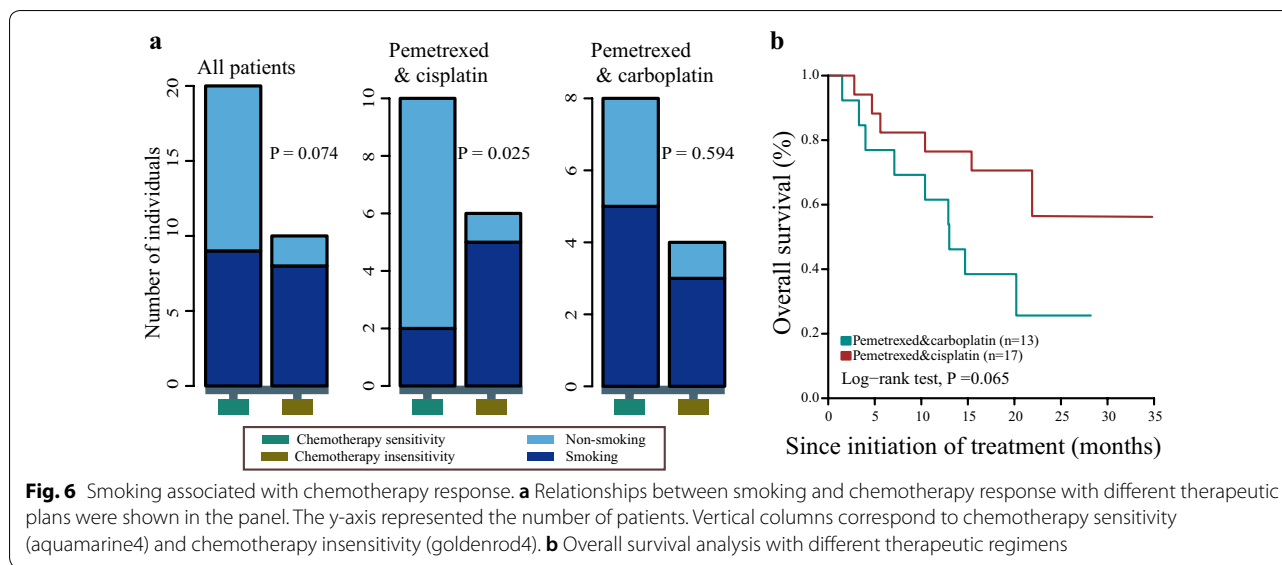 a
All patients
Pemetrexed
& cisplatin
Pemetrexed
& carboplatin
Number of individuals
0
5
10
15
20
P = 0.074
0
2
4
6
8
10
P = 0.025
0
2
4
6
8
P = 0.594
Chemotherapy sensitivity
Chemotherapy insensitivity
Non-smoking
Smoking
b
Overall survival (%)
1.0
0.8
0.6
0.4
0.2
0.0
Pemetrexed&carboplatin (n=13)
Pemetrexed&cisplatin (n=17)
Log−rank test, P =0.065
0 5 10 15 20 25 30 35
Since initiation of treatment (months)
Fig. 6 Smoking associated with chemotherapy response. a Relationships between smoking and chemotherapy response with different therapeutic
plans were shown in the panel. The y-axis represented the number of patients. Vertical columns correspond to chemotherapy sensitivity
(aquamarine4) and chemotherapy insensitivity (goldenrod4). b Overall survival analysis with different therapeutic regimens